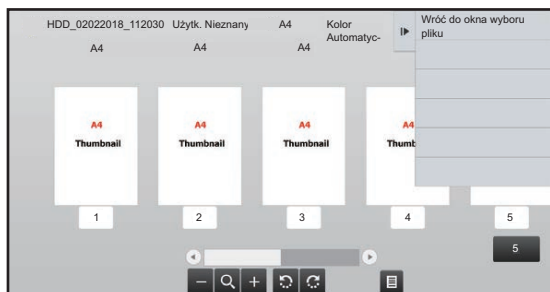 HDD_02022018_112030 Użytk. Nieznany A4 Kolor
Automatyc-
A4 A4 A4
Wróć do okna wyboru
pliku
A4 A4 A4 A4
Thumbnail Thumbnail Thumbnail Thumb
1 2 3 4 5
5